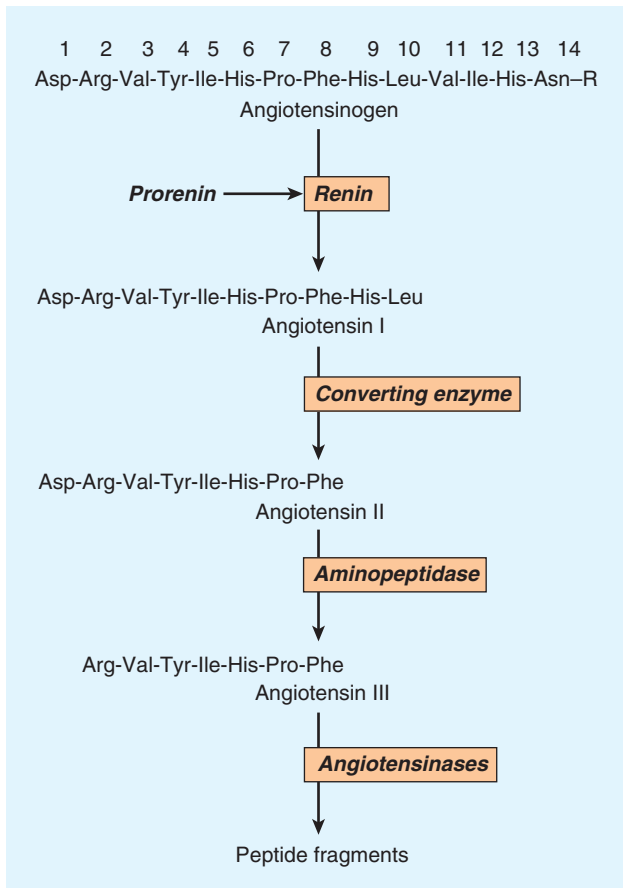 1 2 3 4 5 6 7 8 9 10 11 12 13 14
Asp-Arg-Val-Tyr-Ile-His-Pro-Phe-His-Leu-Val-Ile-His-Asn–R
Angiotensinogen
Prorenin Renin
Asp-Arg-Val-Tyr-Ile-His-Pro-Phe-His-Leu
Angiotensin I
Converting enzyme
Asp-Arg-Val-Tyr-Ile-His-Pro-Phe
Angiotensin II
Aminopeptidase
Arg-Val-Tyr-Ile-His-Pro-Phe
Angiotensin III
Angiotensinases
Peptide fragments